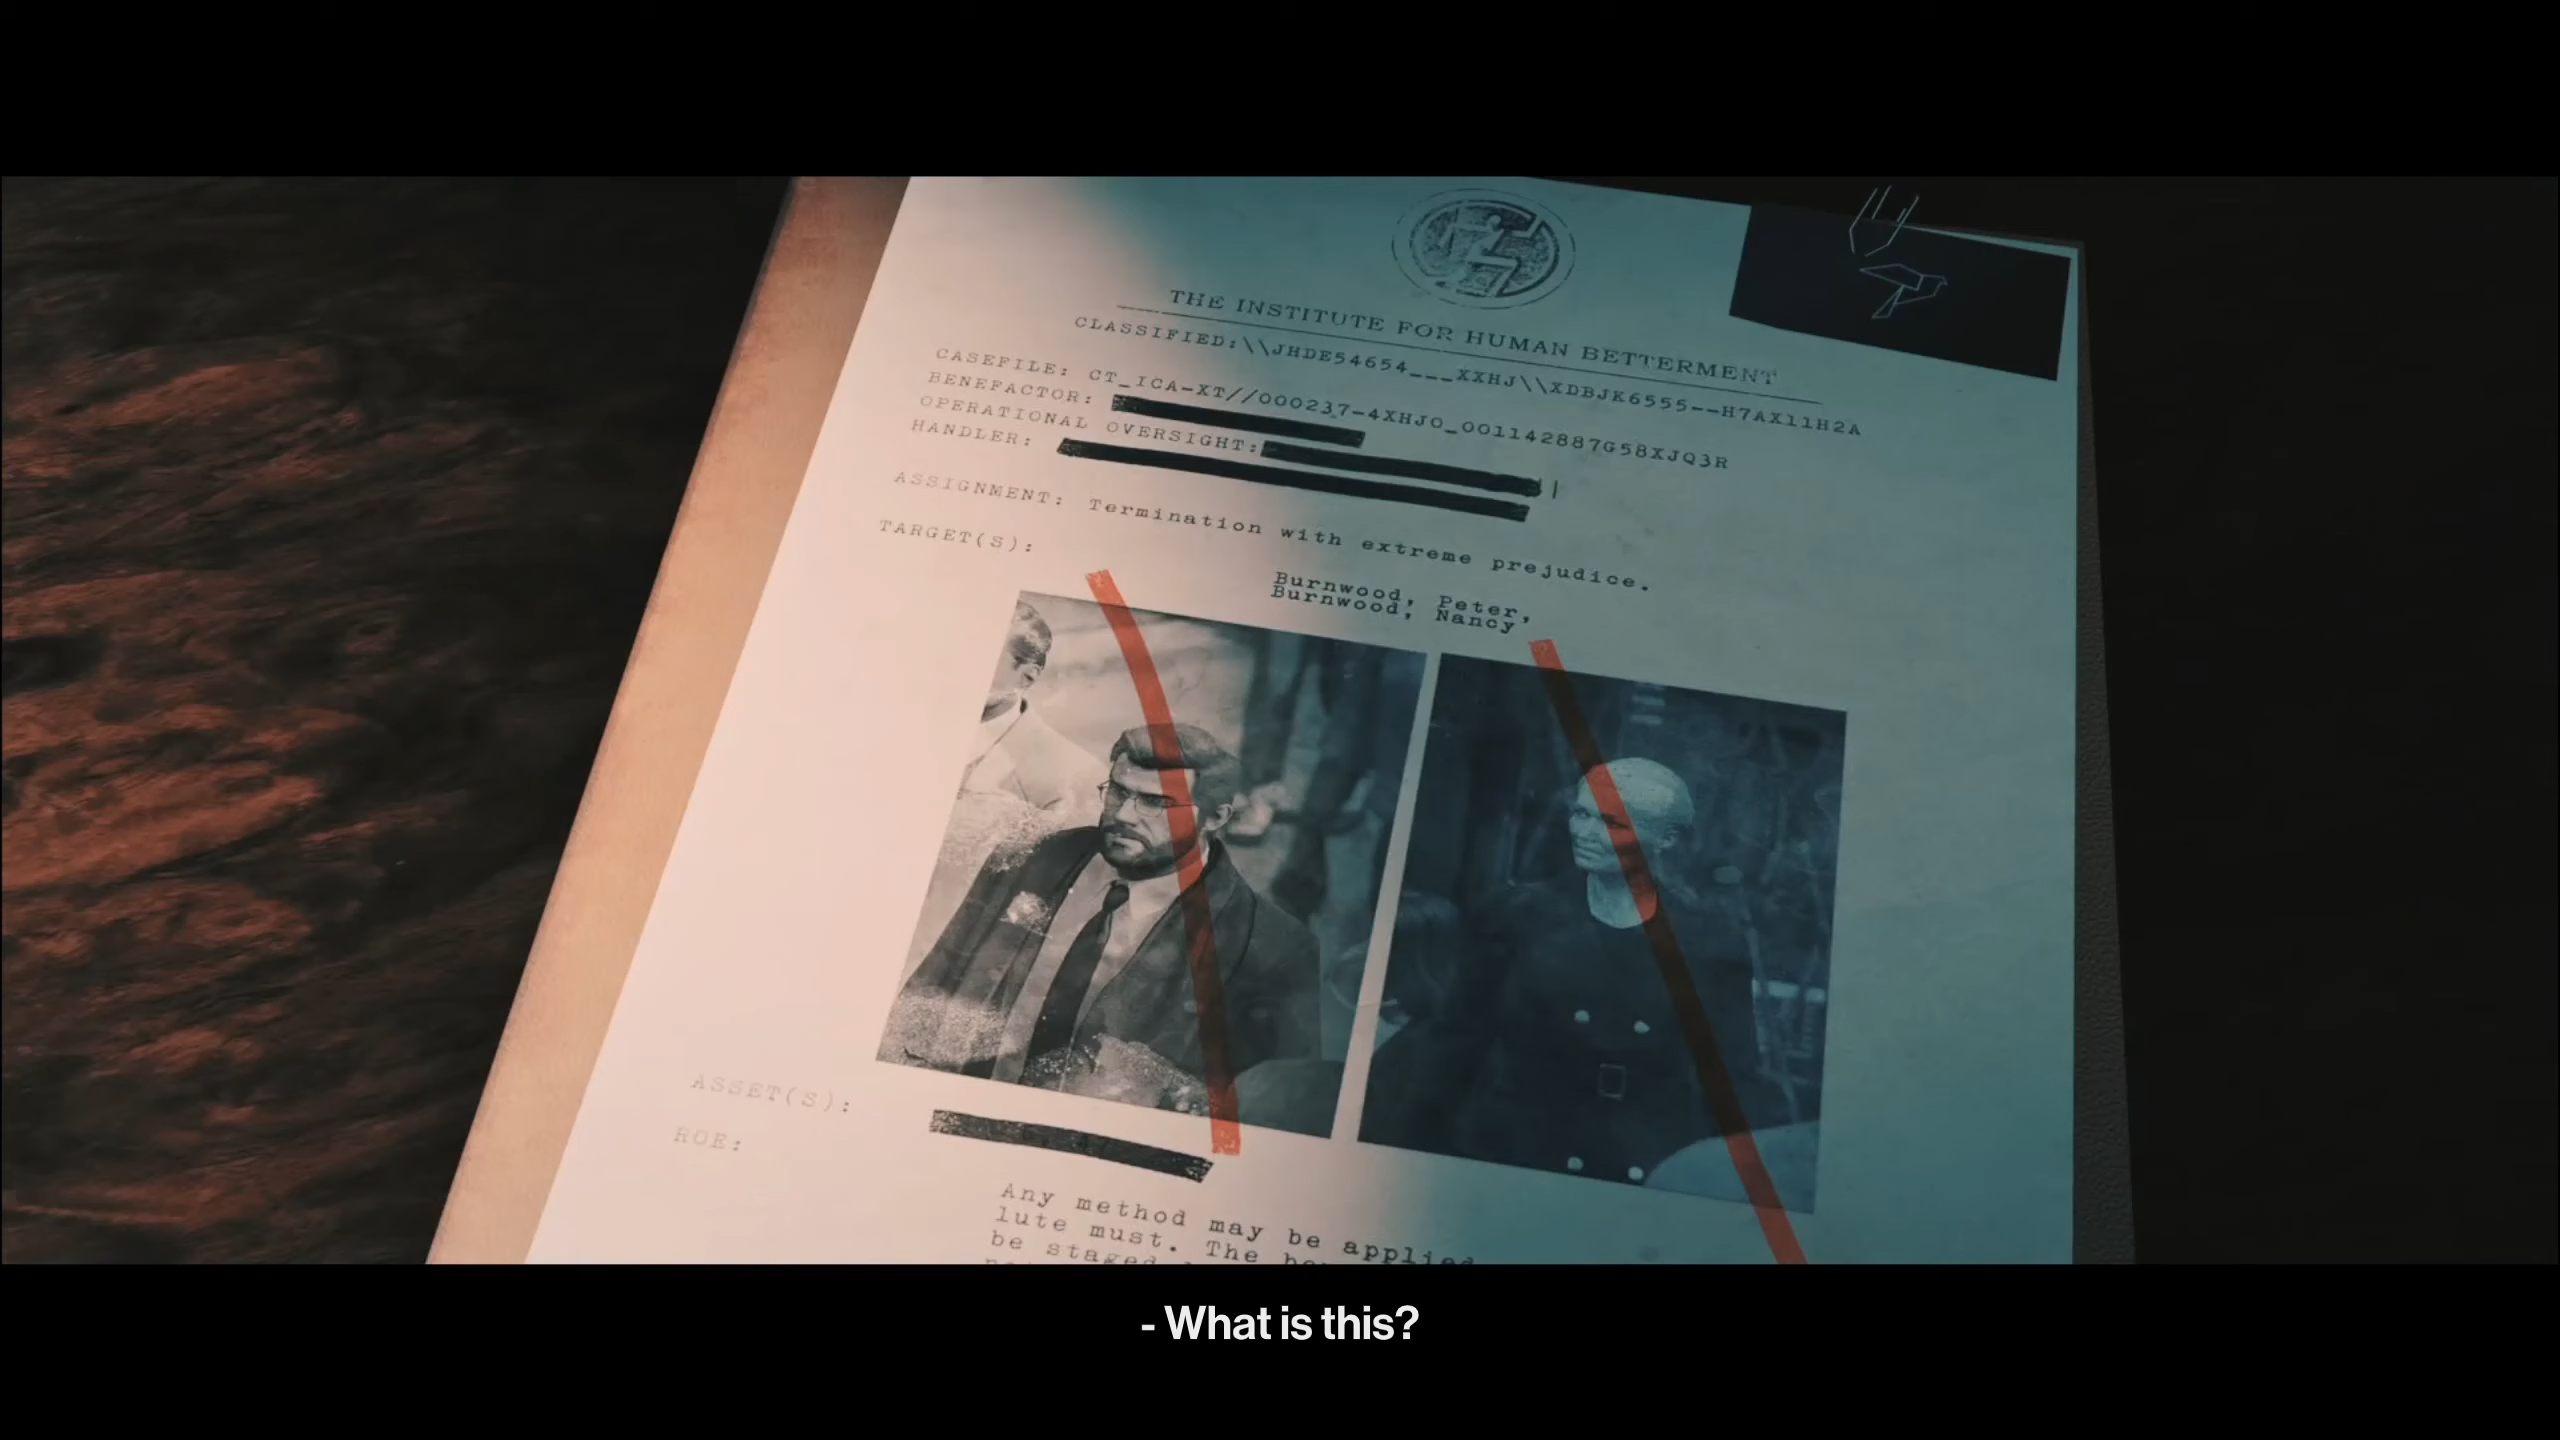 THE INSTITUTE FOR HUMAN BETTERMENT
CLASSIFIED:\\JHDE54654___XXHJ\\XDBJK6555--H7AX11H2A
CASEFILE: CT_ICA-XT//000237-4XHJO_001142887G58XJQ3R
BENEFACTOR:
OPERATIONAL OVERSIGHT:
HANDLER:
ASSIGNMENT: Termination with extreme prejudice.
TARGET(S):
Burnwood, Peter,
Burnwood, Nancy
ASSET(S):
ROE:
Any method may be applied
lute must. The
be staged
- What is this?